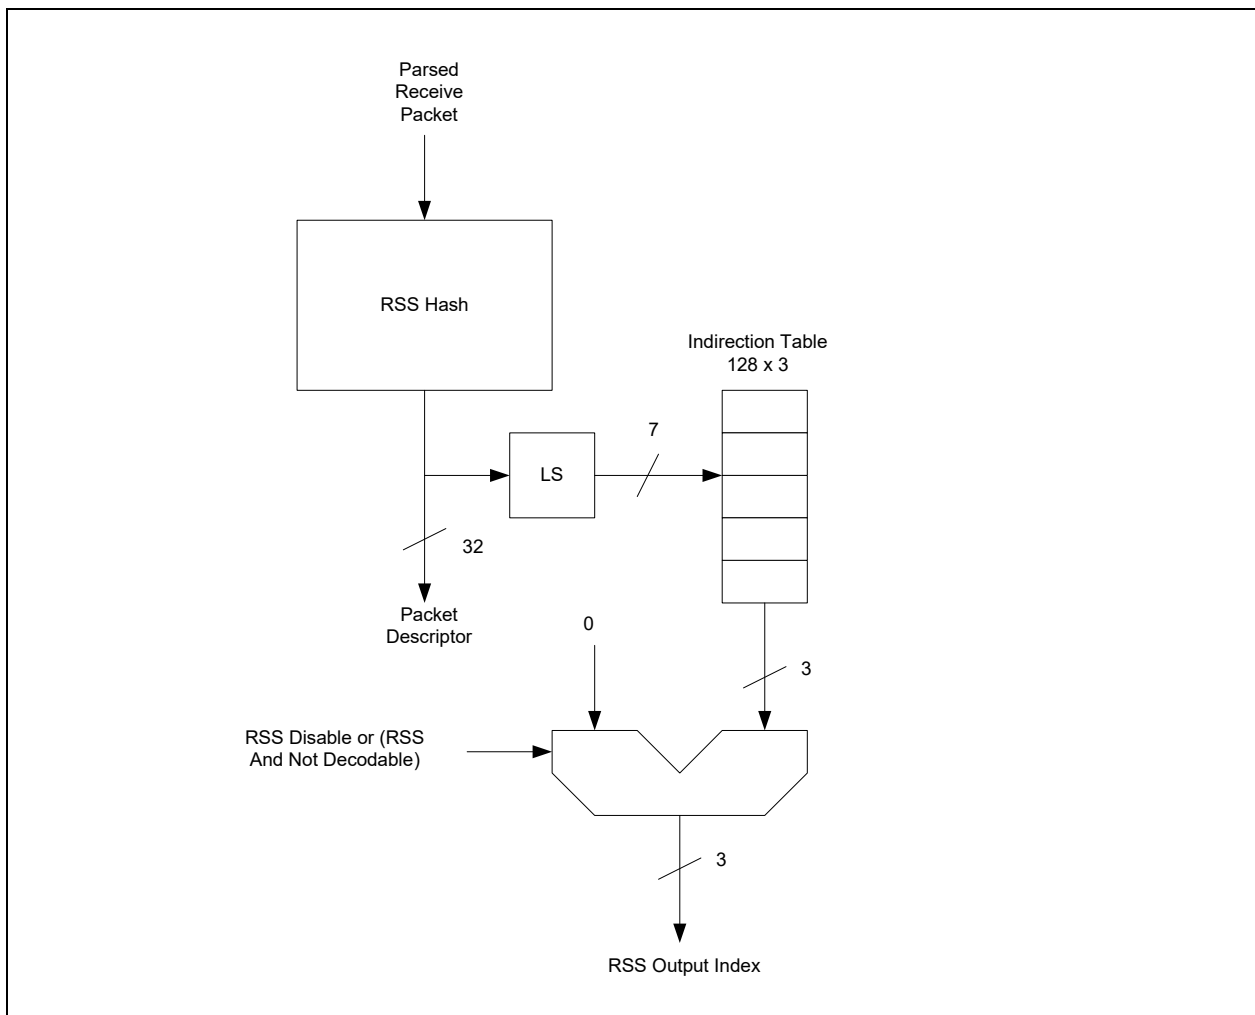 Parsed
Receive
Packet
RSS Hash
Indirection Table
128 x 3
7
LS
32
Packet
Descriptor
0
3
RSS Disable or (RSS
And Not Decodable)
3
RSS Output Index